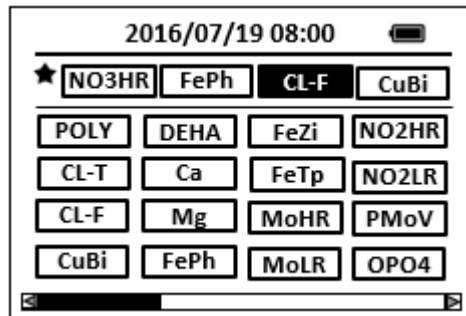 2016/07/19 08:00
NO3HR FePh CL-F CuBi
POLY DEHA FeZi NO2HR
CL-T Ca FeTp NO2LR
CL-F Mg MoHR PMoV
CuBi FePh MoLR OPO4